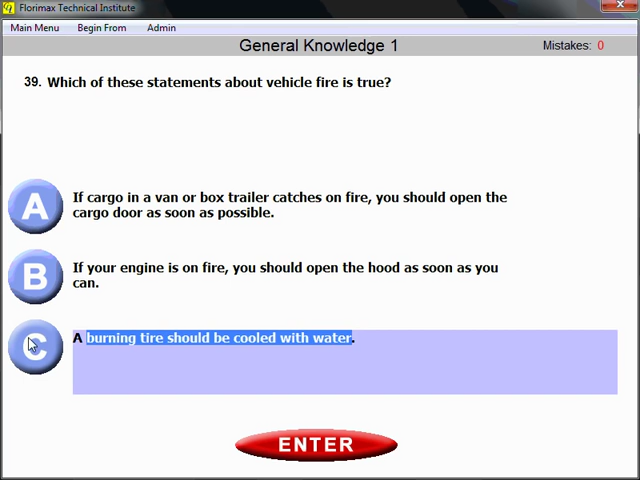 Florimax Technical Institute
Main Menu Begin From Admin
General Knowledge 1 Mistakes: 0
39. Which of these statements about vehicle fire is true?
A If cargo in a van or box trailer catches on fire, you should open the
cargo door as soon as possible.
B If your engine is on fire, you should open the hood as soon as you
can.
C A burning tire should be cooled with water.
ENTER